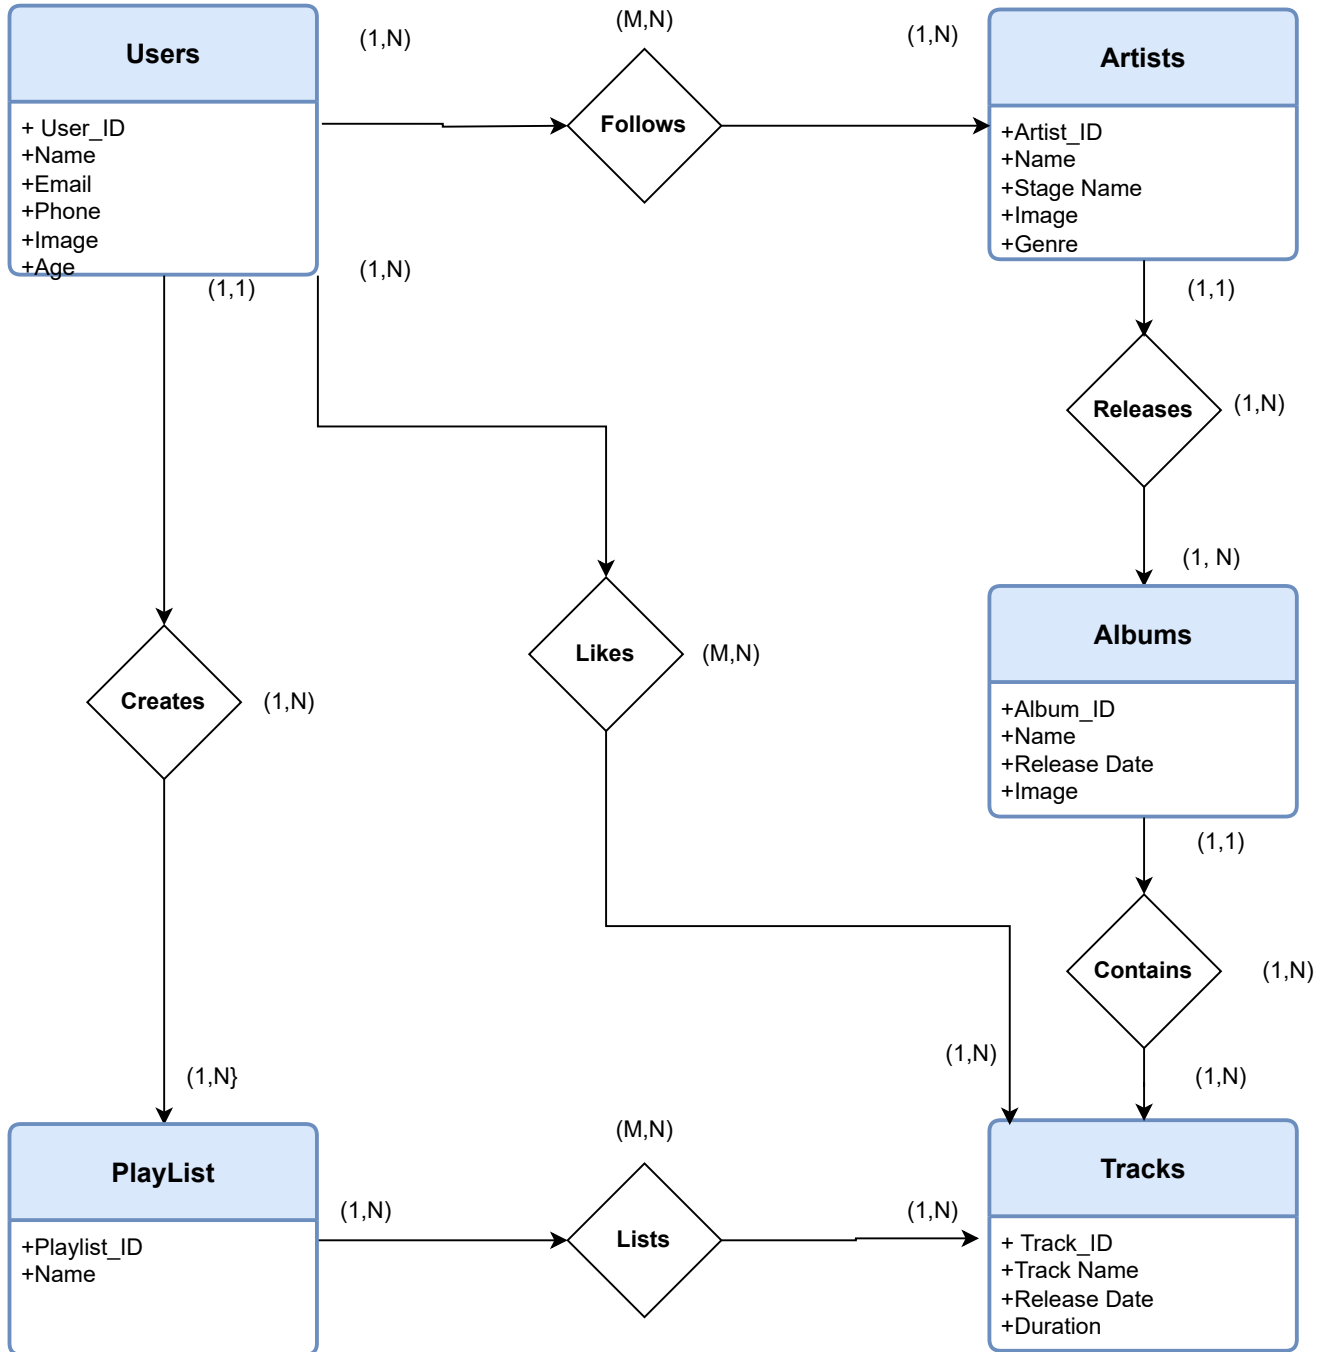 Users
+ User_ID
+Name
+Email
+Phone
+Image
+Age
(1,N)
(M,N)
Follows
(1,N)
Artists
+Artist_ID
+Name
+Stage Name
+Image
+Genre
(1,1)
(1,N)
(1,1)
Releases
(1,N)
(1, N)
Albums
+Album_ID
+Name
+Release Date
+Image
Likes
(M,N)
Creates
(1,N)
(1,1)
Contains
(1,N)
(1,N)
(1,N)
(1,N}
PlayList
+Playlist_ID
+Name
(1,N)
(M,N)
Lists
(1,N)
Tracks
+ Track_ID
+Track Name
+Release Date
+Duration